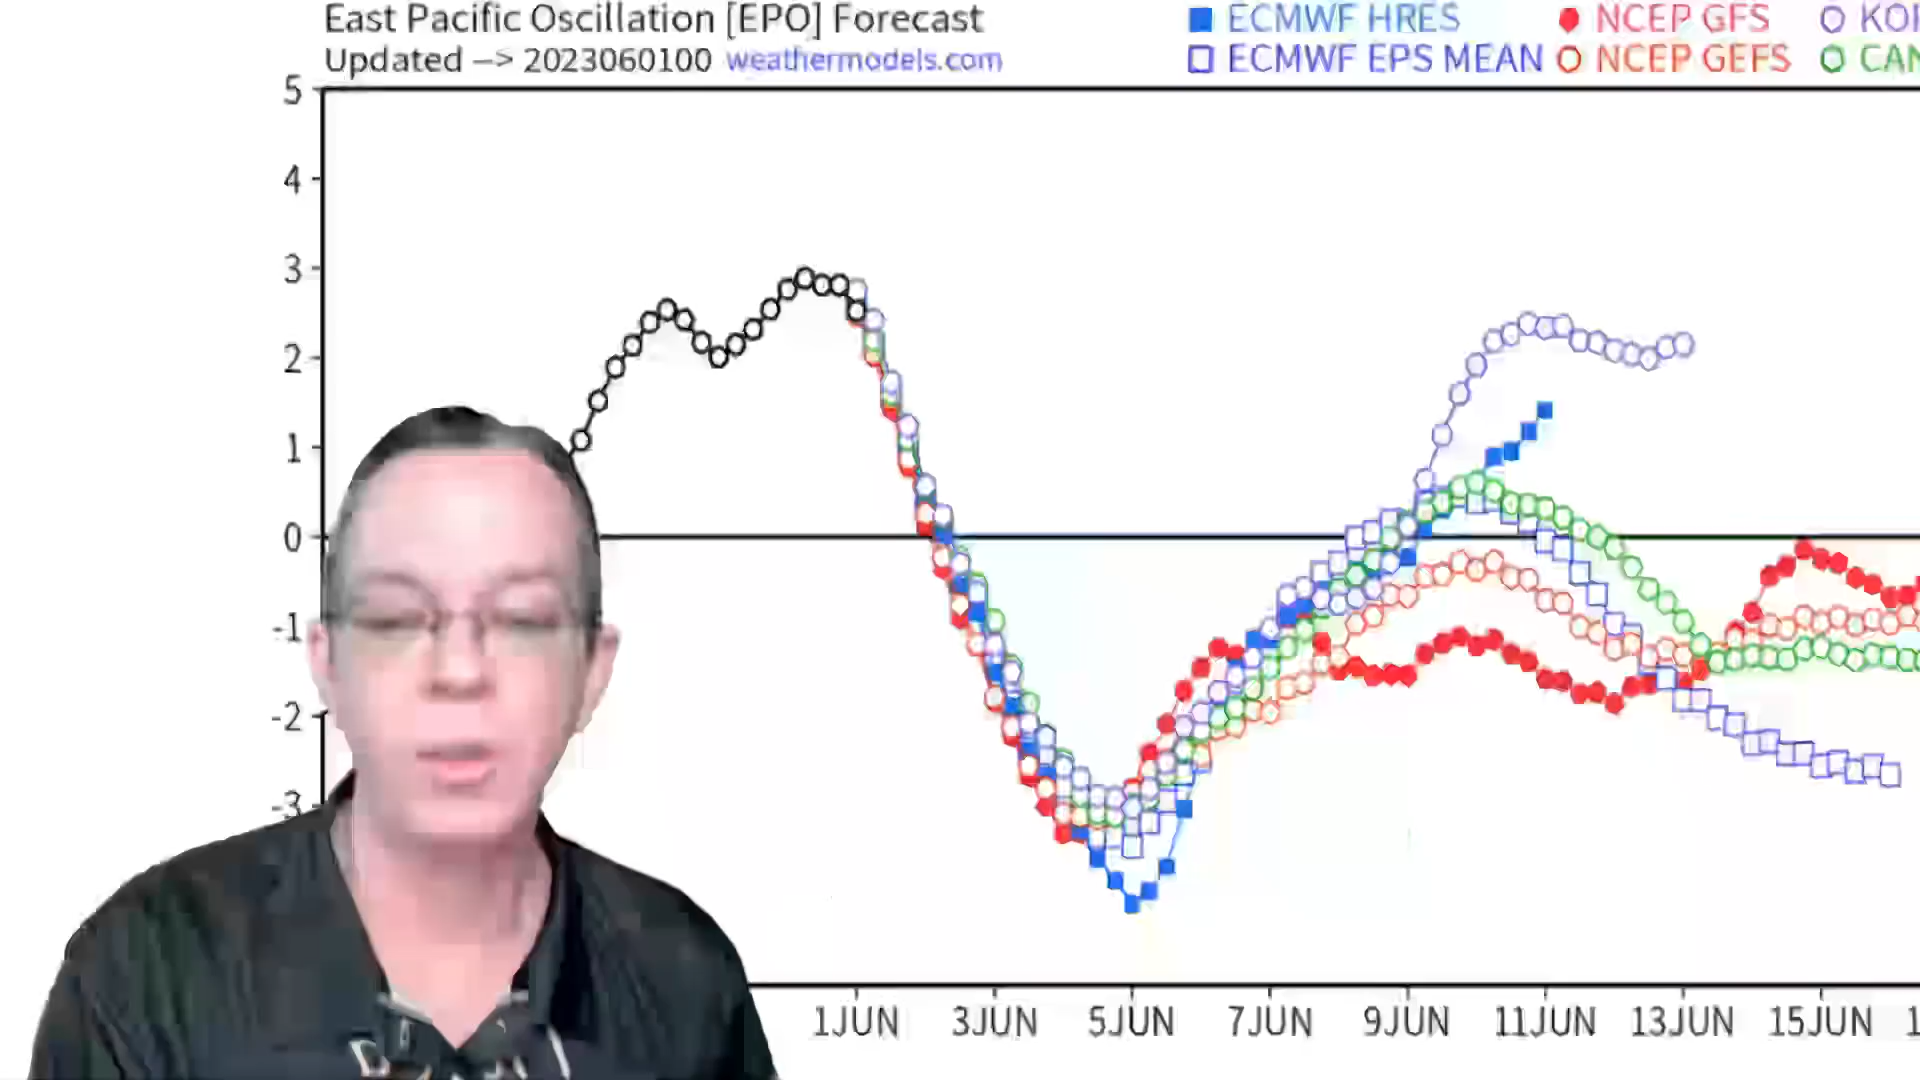 East Pacific Oscillation [EPO] Forecast
Updated --> 2023060100 weathermodels.com
ECMWF HRES NCEP GFS
ECMWF EPS MEAN NCEP GEFS
5
4
3
2
1
0
-1
-2
-3
1JUN 3JUN 5JUN 7JUN 9JUN 11JUN 13JUN 15JUN